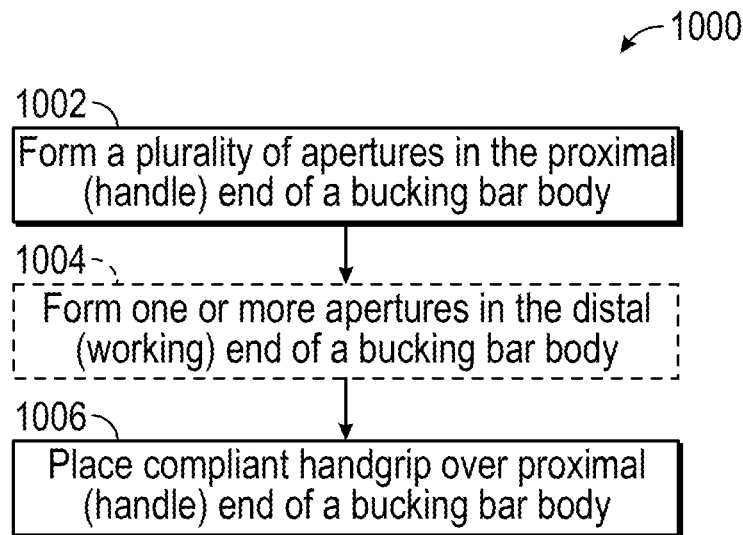 1000
1002
Form a plurality of apertures in the proximal
(handle) end of a bucking bar body
1004
Form one or more apertures in the distal
(working) end of a bucking bar body
1006
Place compliant handgrip over proximal
(handle) end of a bucking bar body